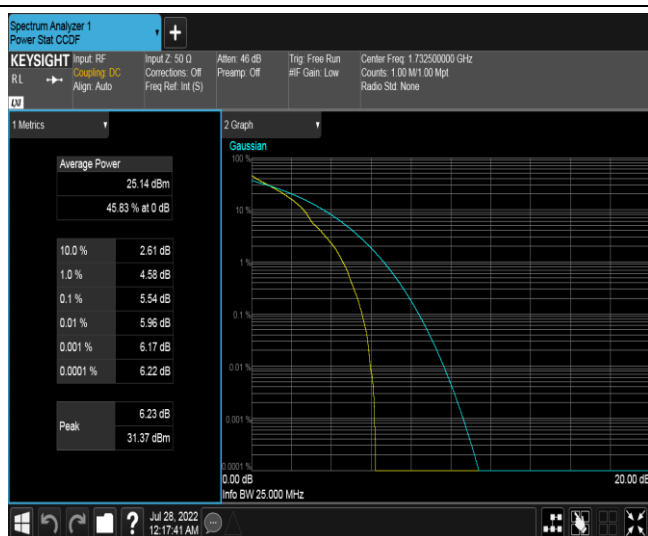 Spectrum Analyzer 1
Power Stat CCDF
+
KEYSIGHT
RL
LXI
Input: RF
Coupling: DC
Align: Auto
Input Z: 50 Ω
Corrections: Off
Freq Ref: Int (S)
Atten: 46 dB
Preamp: Off
Trig: Free Run
#IF Gain: Low
Center Freq: 1.732500000 GHz
Counts: 1.00 M/1.00 Mpt
Radio Std: None
1 Metrics
Average Power
25.14 dBm
45.83 % at 0 dB
10.0 % 2.61 dB
1.0 % 4.58 dB
0.1 % 5.54 dB
0.01 % 5.96 dB
0.001 % 6.17 dB
0.0001 % 6.22 dB
Peak
6.23 dB
31.37 dBm
2 Graph
Gaussian
100 %
10 %
1 %
0.1 %
0.01 %
0.001 %
0.0001 %
0.00 dB
20.00 dB
Info BW 25.000 MHz
?
Jul 28, 2022
12:17:41 AM